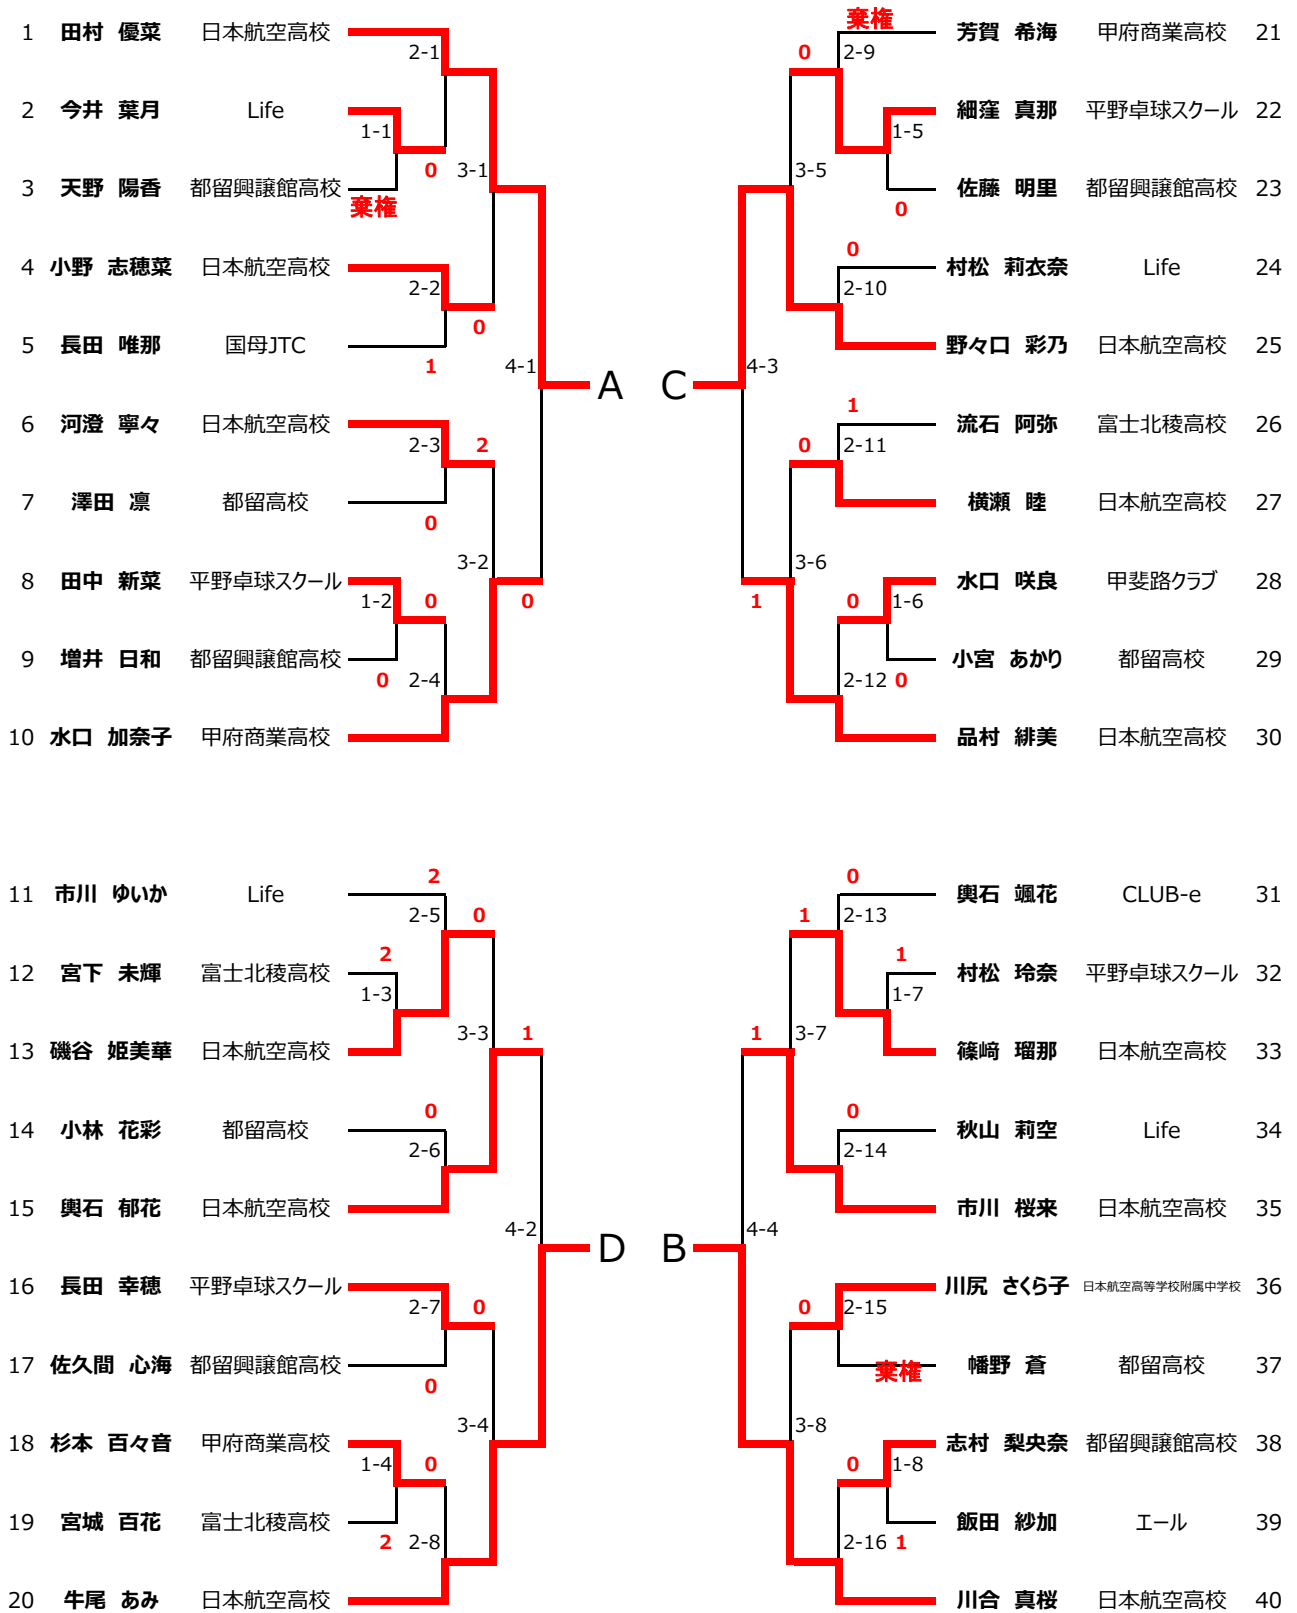 1 田村 優菜 日本航空高校
2-1
2 今井 葉月 Life
1-1
0 3-1
3 天野 陽香 都留興譲館高校
棄権
4 小野 志穂菜 日本航空高校
2-2
0
5 長田 唯那 国母JTC
1 4-1
A
6 河澄 寧々 日本航空高校
2-3 2
7 澤田 凛 都留高校
0
3-2
8 田中 新菜 平野卓球スクール
1-2 0 0
9 増井 日和 都留興譲館高校
0 2-4
10 水口 加奈子 甲府商業高校
棄権
芳賀 希海 甲府商業高校 21
0 2-9
細窪 真那 平野卓球スクール 22
1-5
3-5
佐藤 明里 都留興譲館高校 23
0
0
村松 莉衣奈 Life 24
2-10
野々口 彩乃 日本航空高校 25
C 4-3
1
流石 阿弥 富士北稜高校 26
0 2-11
横瀬 睦 日本航空高校 27
3-6
水口 咲良 甲斐路クラブ 28
1 0 1-6
小宮 あかり 都留高校 29
2-12 0
品村 緋美 日本航空高校 30
2
11 市川 ゆいか Life
2-5 0
2
12 宮下 未輝 富士北稜高校
1-3
3-3 1
13 磯谷 姫美華 日本航空高校
0
14 小林 花彩 都留高校
2-6
15 輿石 郁花 日本航空高校
4-2
D
16 長田 幸穂 平野卓球スクール
2-7 0
17 佐久間 心海 都留興譲館高校
0
3-4
18 杉本 百々音 甲府商業高校
1-4 0
19 宮城 百花 富士北稜高校
2 2-8
20 牛尾 あみ 日本航空高校
0
輿石 颯花 CLUB-e 31
1 2-13
1
村松 玲奈 平野卓球スクール 32
1-7
1 3-7
篠﨑 瑠那 日本航空高校 33
0
秋山 莉空 Life 34
2-14
市川 桜来 日本航空高校 35
B 4-4
川尻 さくら子 日本航空高等学校附属中学校 36
0 2-15
幡野 蒼 都留高校 37
棄権
3-8
志村 梨央奈 都留興譲館高校 38
0 1-8
飯田 紗加 エール 39
2-16 1
川合 真桜 日本航空高校 40